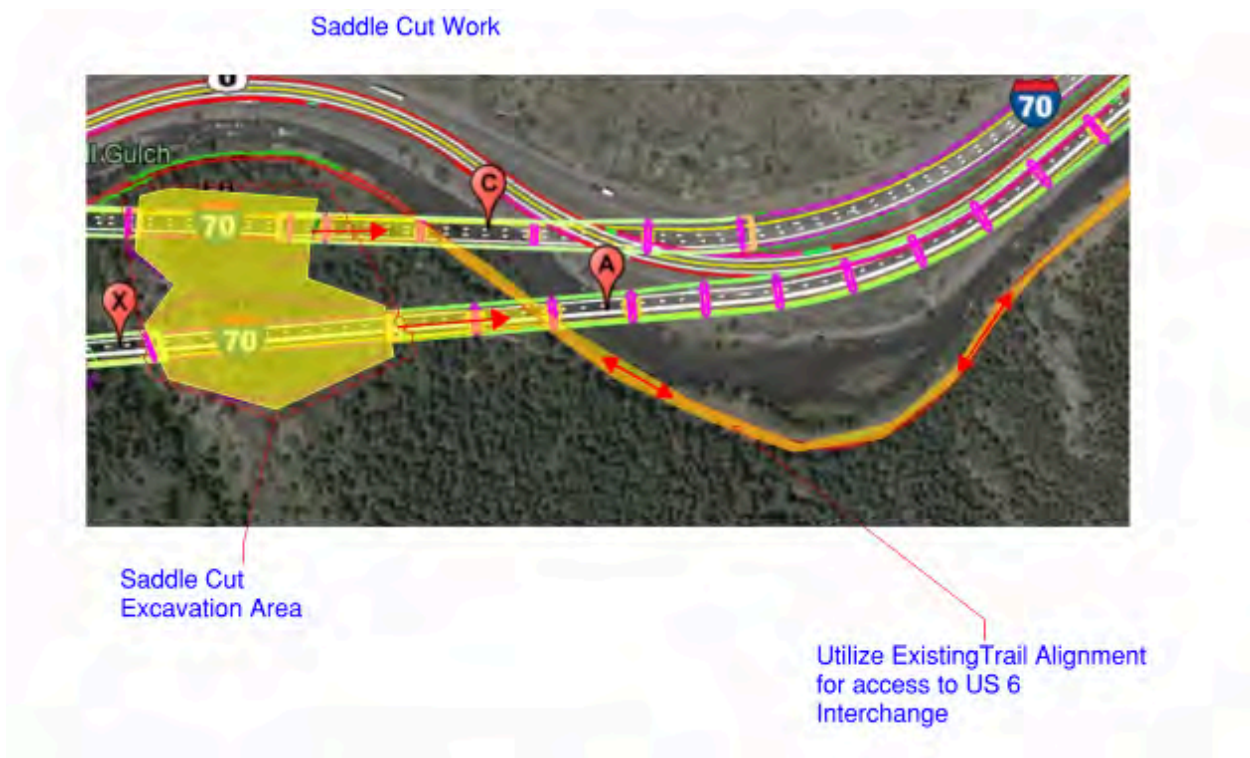 Saddle Cut Work
70
Gulch
C
70
A
X
70
Saddle Cut
Excavation Area
Utilize ExistingTrail Alignment
for access to US 6
Interchange